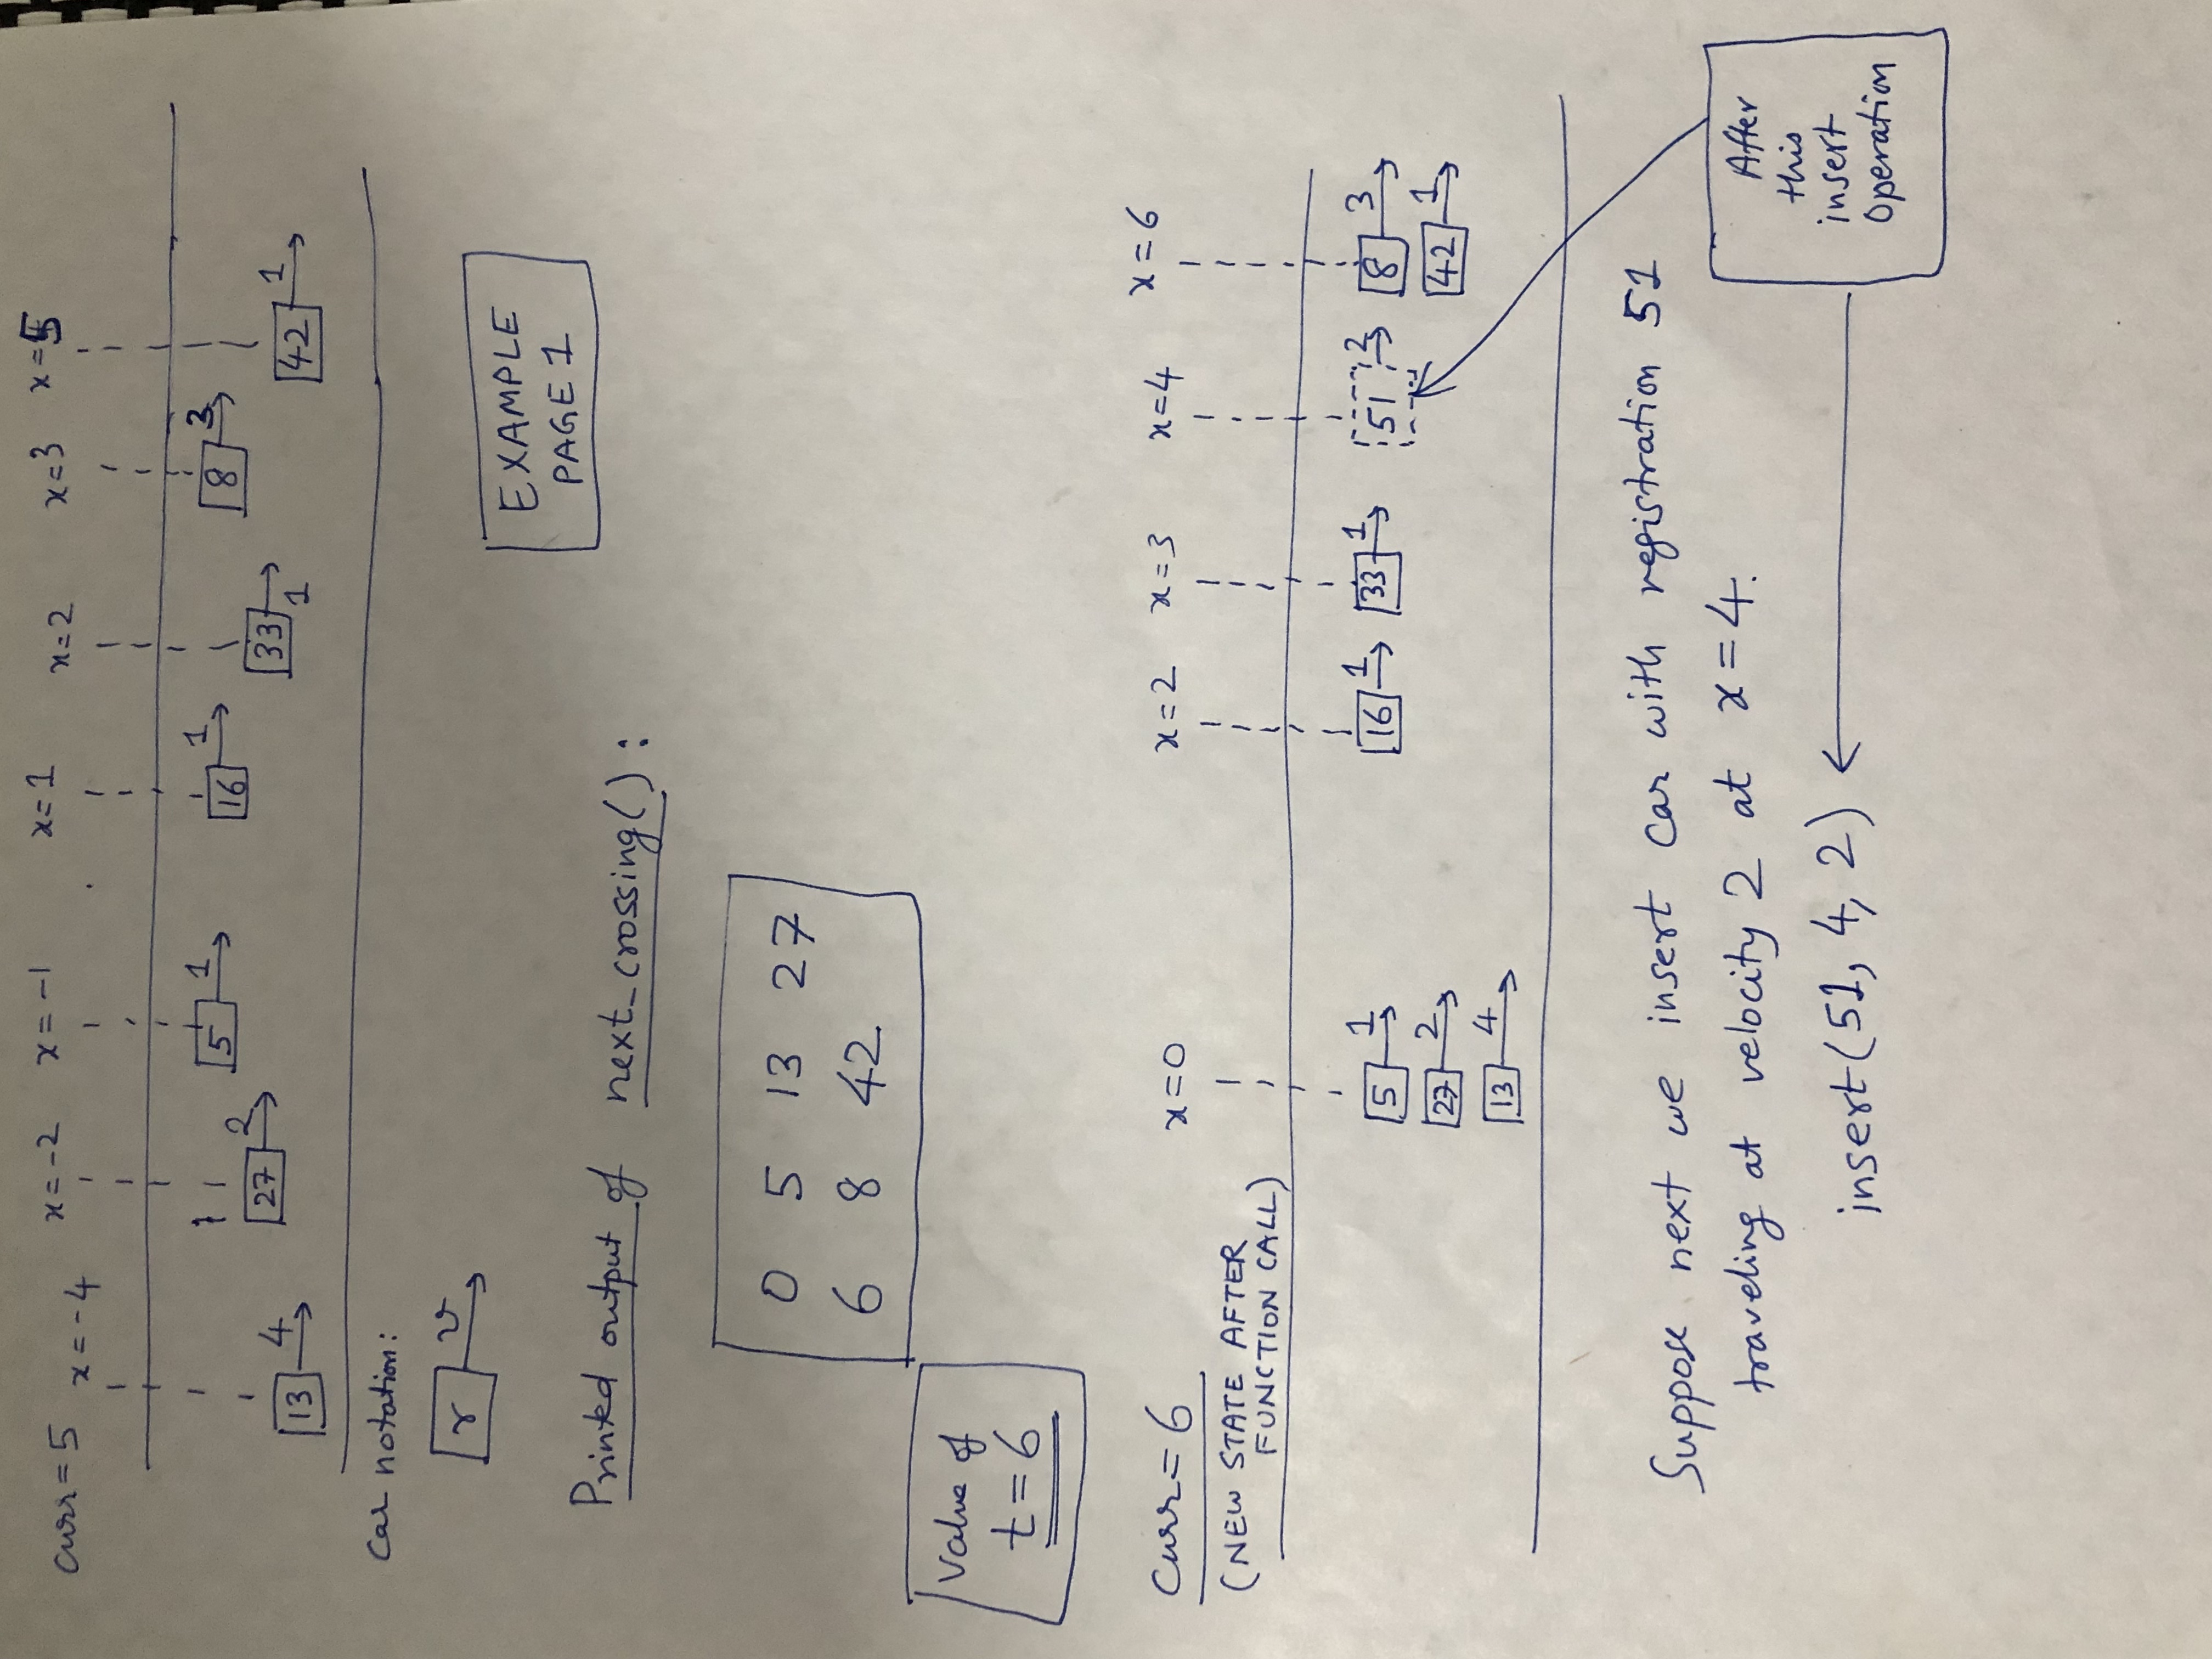 curr=5 x=-4 x=-2 x=-1 x=1 x=2 x=3 x=5
13 4 27 2 5 1 16 1 33 1 8 3 42 1
Car notation:
r v
EXAMPLE
PAGE 1
Printed output of next_crossing():
0 5 13 27
6 8 42
Value of
t=6
Curr=6 x=0 x=2 x=3 x=4 x=6
(NEW STATE AFTER
FUNCTION CALL)
5 1 16 1 33 1 51 2 8 3
27 2 42 1
13 4
Suppose next we insert car with registration 51
traveling at velocity 2 at x=4.
insert(51, 4, 2)
After
this
insert
Operation